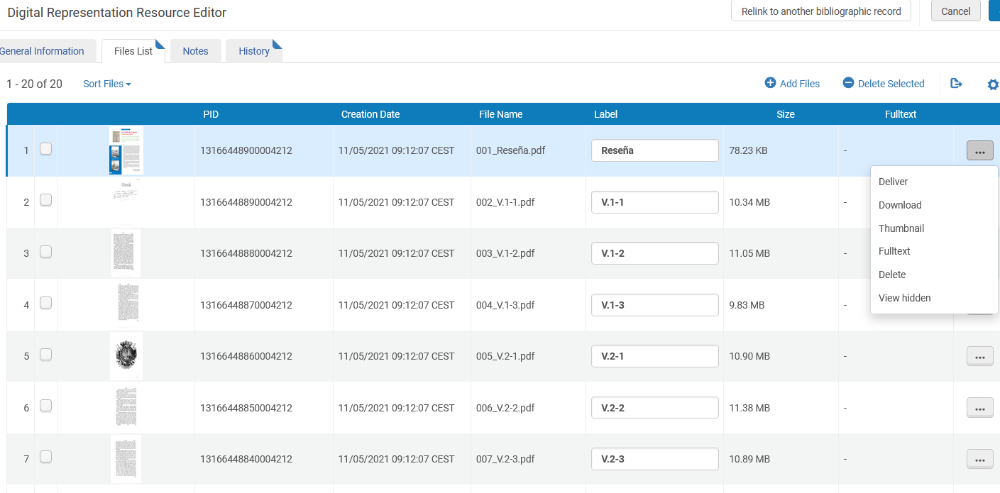 Digital Representation Resource Editor
Relink to another bibliographic record
Cancel
General Information
Files List
Notes
History
1 - 20 of 20
Sort Files
Add Files
Delete Selected
PID Creation Date File Name Label Size Fulltext
1 13166448900004212 11/05/2021 09:12:07 CEST 001_Reseña.pdf Reseña 78.23 KB - ...
Deliver
Download
Thumbnail
Fulltext
Delete
View hidden
2 13166448890004212 11/05/2021 09:12:07 CEST 002_V.1-1.pdf V.1-1 10.34 MB -
3 13166448880004212 11/05/2021 09:12:07 CEST 003_V.1-2.pdf V.1-2 11.05 MB -
4 13166448870004212 11/05/2021 09:12:07 CEST 004_V.1-3.pdf V.1-3 9.83 MB -
5 13166448860004212 11/05/2021 09:12:07 CEST 005_V.2-1.pdf V.2-1 10.90 MB - ...
6 13166448850004212 11/05/2021 09:12:07 CEST 006_V.2-2.pdf V.2-2 11.38 MB - ...
7 13166448840004212 11/05/2021 09:12:07 CEST 007_V.2-3.pdf V.2-3 10.89 MB - ...